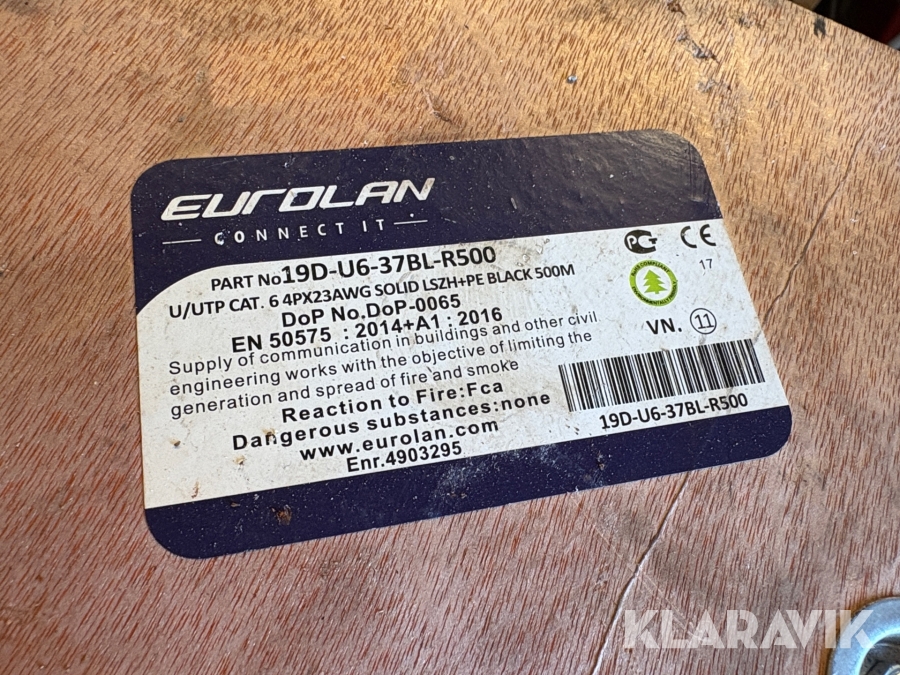 EUROLAN
CONNECT IT
PART No19D-U6-37BL-R500
U/UTP CAT. 6 4PX23AWG SOLID LSZH+PE BLACK 500M
DoP No.DoP-0065
EN 50575 : 2014+A1 : 2016
Supply of communication in buildings and other civil
engineering works with the objective of limiting the
generation and spread of fire and smoke
Reaction to Fire:Fca
Dangerous substances:none
www.eurolan.com
Enr.4903295
PG CE
17
VN. 11
19D-U6-37BL-R500
KLARAVIK